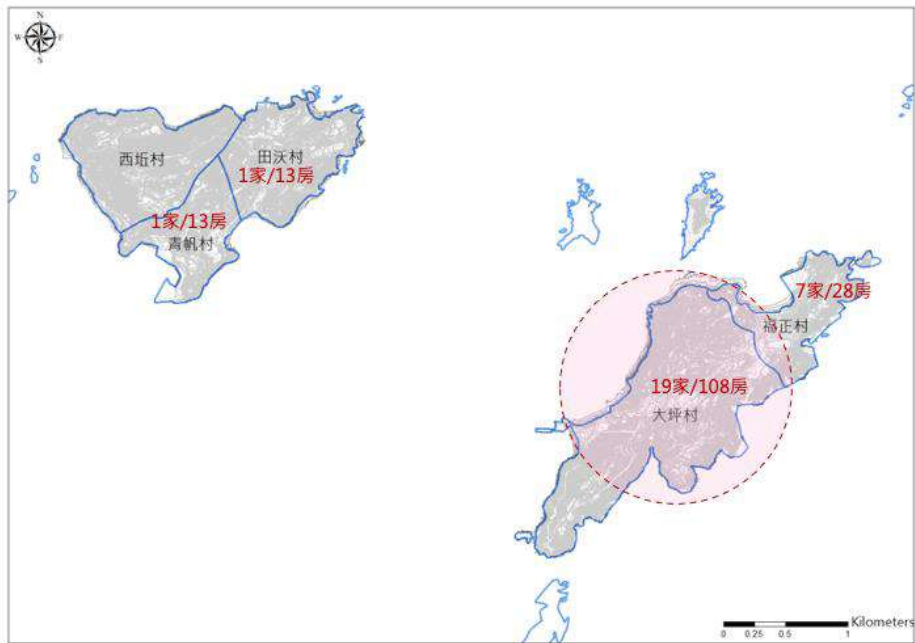 N
W E
S
西坵村
田沃村
1家/13房
1家/13房
青帆村
7家/28房
福正村
19家/108房
大坪村
Kilometers
0 0.25 0.5 1